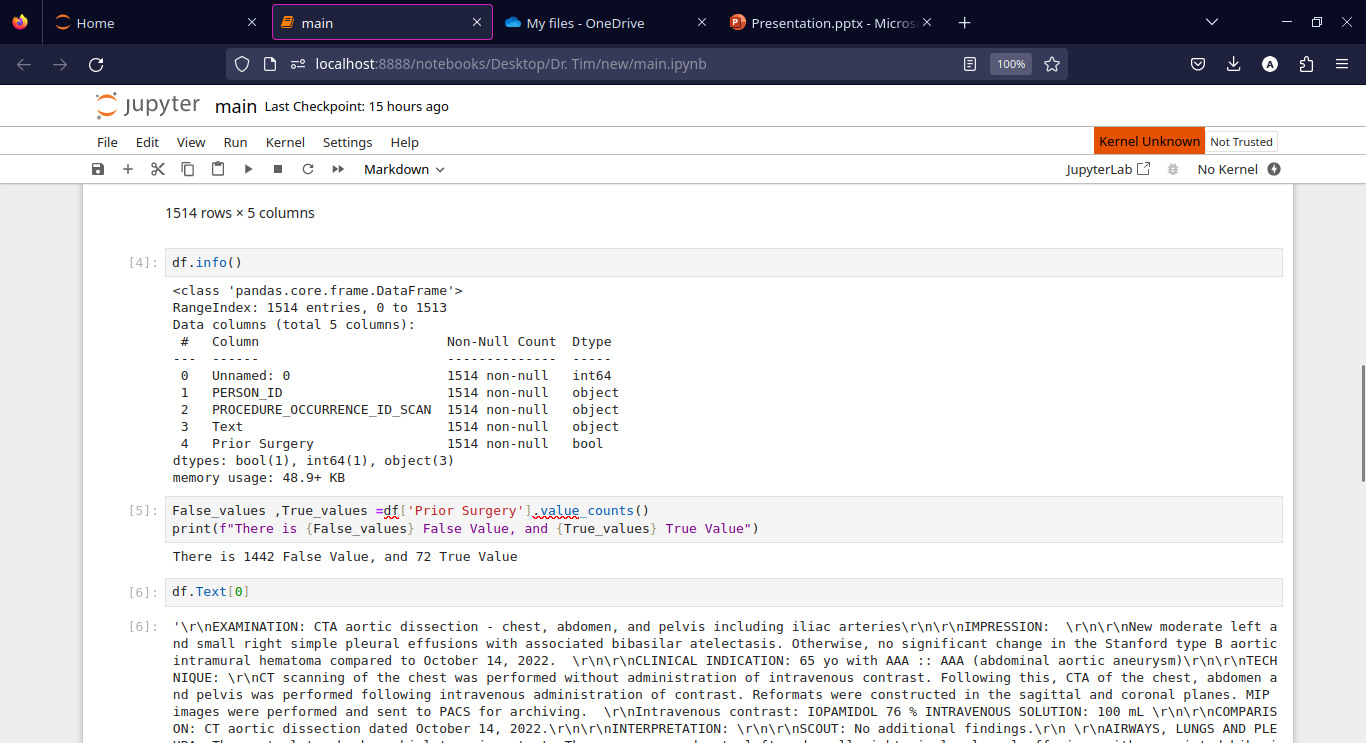 Home
main
My files - OneDrive
Presentation.pptx - Micros
localhost:8888/notebooks/Desktop/Dr. Tim/new/main.ipynb
100%
A
jupyter main Last Checkpoint: 15 hours ago
File Edit View Run Kernel Settings Help
Kernel Unknown Not Trusted
Markdown
JupyterLab No Kernel
1514 rows × 5 columns
[4]: df.info()
<class 'pandas.core.frame.DataFrame'>
RangeIndex: 1514 entries, 0 to 1513
Data columns (total 5 columns):
 #   Column                        Non-Null Count  Dtype
---  ------                        --------------  -----
 0   Unnamed: 0                    1514 non-null   int64
 1   PERSON_ID                     1514 non-null   object
 2   PROCEDURE_OCCURRENCE_ID_SCAN  1514 non-null   object
 3   Text                          1514 non-null   object
 4   Prior Surgery                 1514 non-null   bool
dtypes: bool(1), int64(1), object(3)
memory usage: 48.9+ KB
[5]: False_values ,True_values =df['Prior Surgery'].value_counts()
print(f"There is {False_values} False Value, and {True_values} True Value")
There is 1442 False Value, and 72 True Value
[6]: df.Text[0]
[6]: '\r\nEXAMINATION: CTA aortic dissection - chest, abdomen, and pelvis including iliac arteries\r\n\r\nIMPRESSION:  \r\n\r\nNew moderate left a
nd small right simple pleural effusions with associated bibasilar atelectasis. Otherwise, no significant change in the Stanford type B aortic
intramural hematoma compared to October 14, 2022.  \r\n\r\nCLINICAL INDICATION: 65 yo with AAA :: AAA (abdominal aortic aneurysm)\r\n\r\nTECH
NIQUE: \r\nCT scanning of the chest was performed without administration of intravenous contrast. Following this, CTA of the chest, abdomen a
nd pelvis was performed following intravenous administration of contrast. Reformats were constructed in the sagittal and coronal planes. MIP
images were performed and sent to PACS for archiving.  \r\nIntravenous contrast: IOPAMIDOL 76 % INTRAVENOUS SOLUTION: 100 mL \r\n\r\nCOMPARIS
ON: CT aortic dissection dated October 14, 2022.\r\n\r\nINTERPRETATION: \r\n\r\nSCOUT: No additional findings.\r\n \r\nAIRWAYS, LUNGS AND PLE